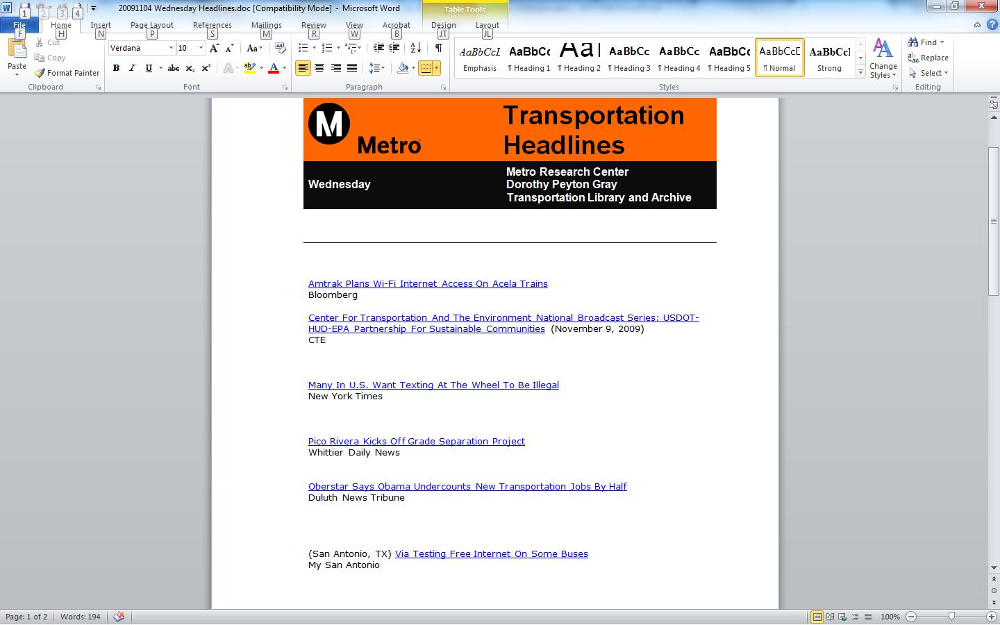 20091104 Wednesday Headlines.doc [Compatibility Mode] - Microsoft Word
Table Tools
1 2 3 4
File Home Insert Page Layout References Mailings Review View Acrobat Design Layout
F H N P S M R W B JT JL
Paste
Cut
Copy
Format Painter
Clipboard
Verdana 10
Font
Paragraph
AaBbCcI AaBbCc AaI AaBbCc AaBbCc AaBbCc AaBbCcD AaBbCcI
Emphasis ¶ Heading 1 ¶ Heading 2 ¶ Heading 3 ¶ Heading 4 ¶ Heading 5 ¶ Normal Strong
Styles
Change Styles
Find
Replace
Select
Editing
M Metro
Transportation
Headlines
Wednesday
Metro Research Center
Dorothy Peyton Gray
Transportation Library and Archive
Amtrak Plans Wi-Fi Internet Access On Acela Trains
Bloomberg
Center For Transportation And The Environment National Broadcast Series: USDOT-
HUD-EPA Partnership For Sustainable Communities (November 9, 2009)
CTE
Many In U.S. Want Texting At The Wheel To Be Illegal
New York Times
Pico Rivera Kicks Off Grade Separation Project
Whittier Daily News
Oberstar Says Obama Undercounts New Transportation Jobs By Half
Duluth News Tribune
(San Antonio, TX) Via Testing Free Internet On Some Buses
My San Antonio
Page: 1 of 2 Words: 194 100%